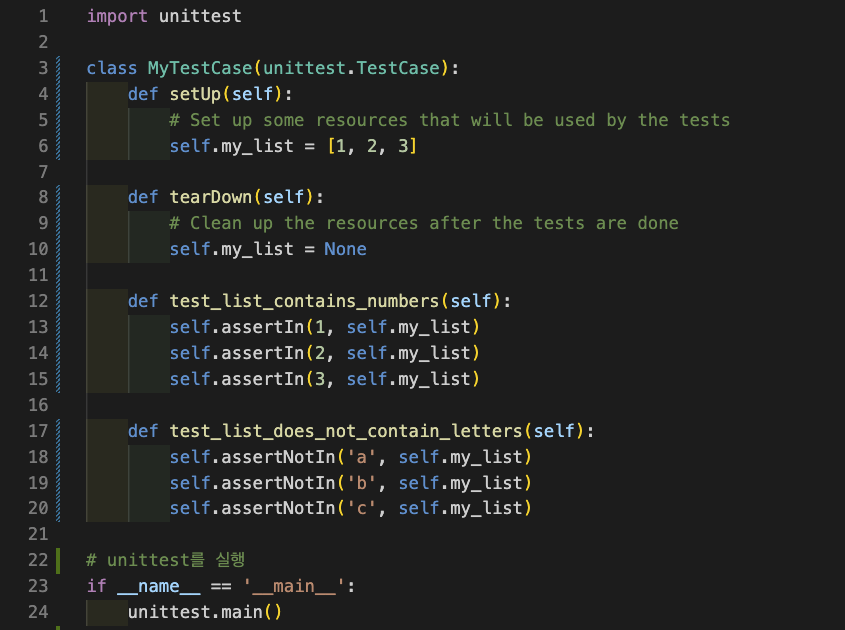 1 import unittest
2
3 class MyTestCase(unittest.TestCase):
4     def setUp(self):
5         # Set up some resources that will be used by the tests
6         self.my_list = [1, 2, 3]
7
8     def tearDown(self):
9         # Clean up the resources after the tests are done
10         self.my_list = None
11
12     def test_list_contains_numbers(self):
13         self.assertIn(1, self.my_list)
14         self.assertIn(2, self.my_list)
15         self.assertIn(3, self.my_list)
16
17     def test_list_does_not_contain_letters(self):
18         self.assertNotIn('a', self.my_list)
19         self.assertNotIn('b', self.my_list)
20         self.assertNotIn('c', self.my_list)
21
22 # unittest를 실행
23 if __name__ == '__main__':
24     unittest.main()